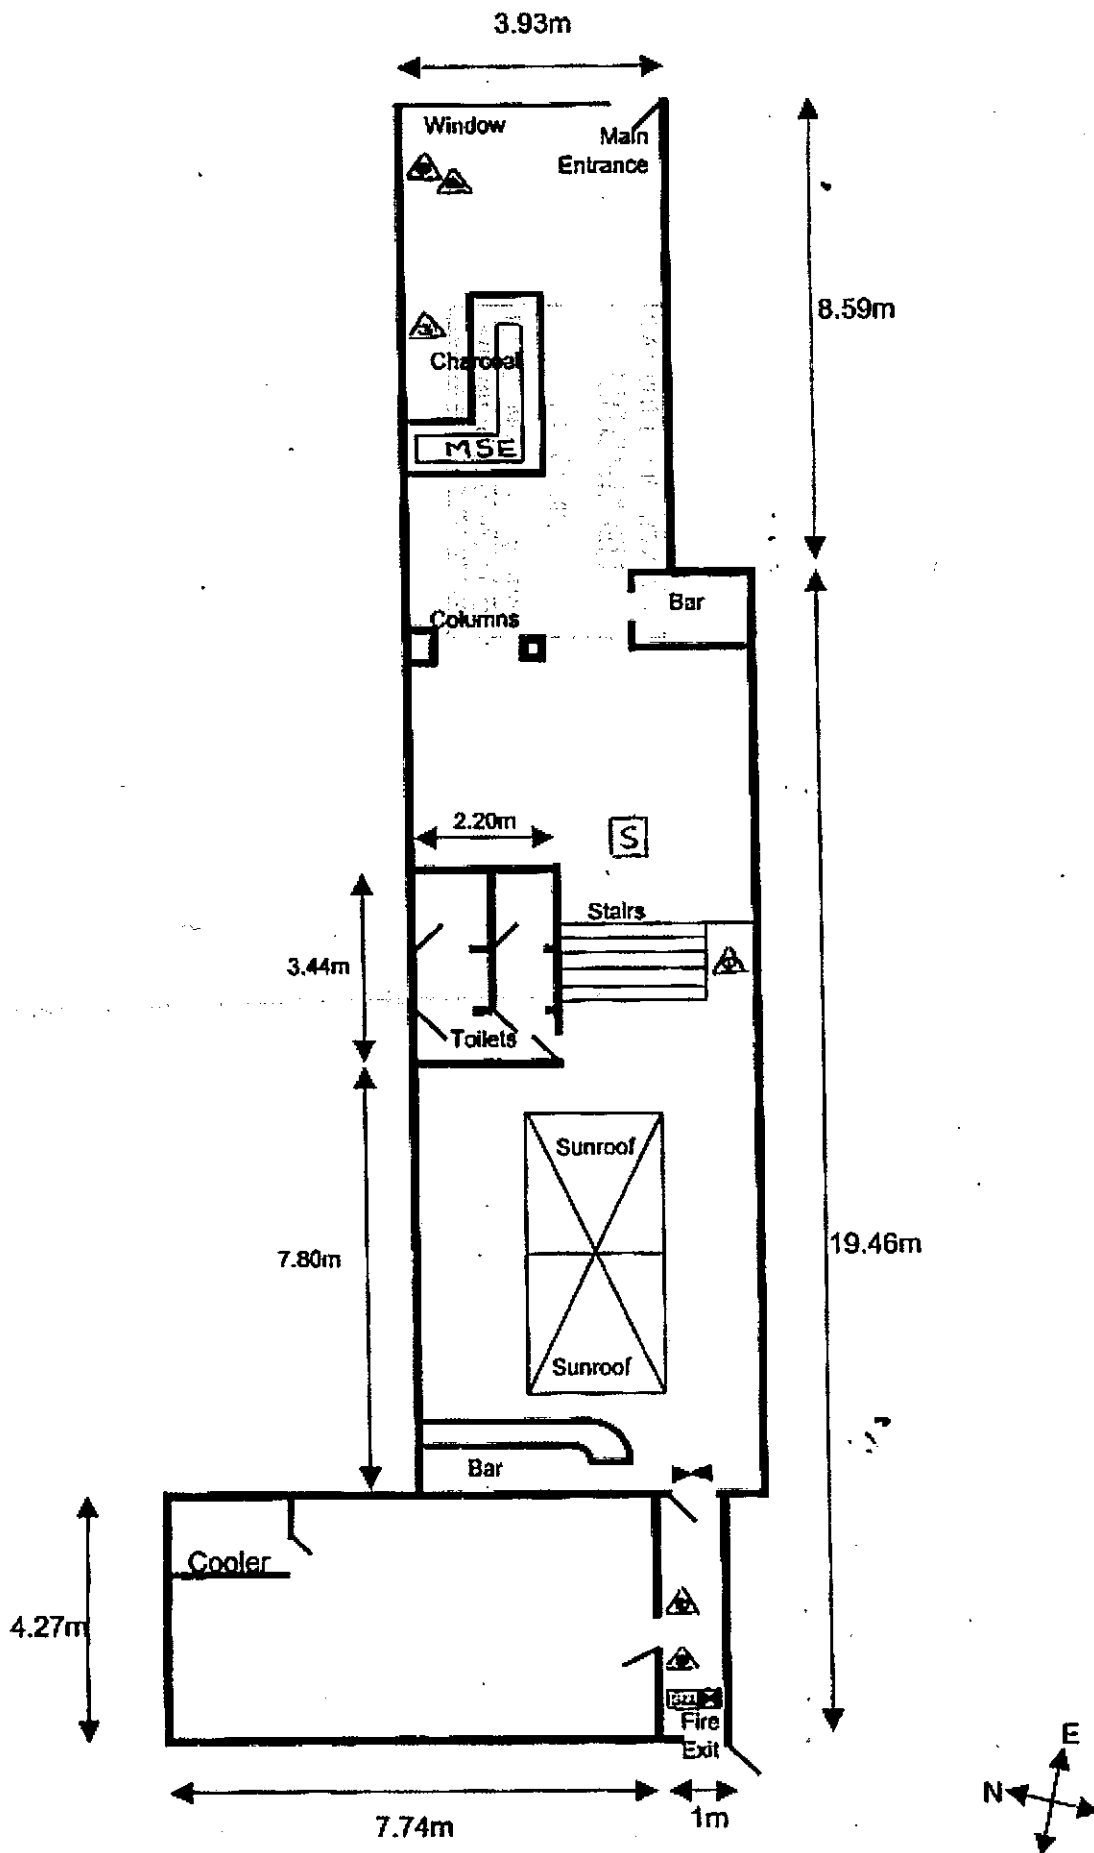 3.93m
Window
Main
Entrance
8.59m
Charcoal
MSE
Bar
Columns
2.20m
S
Stairs
3.44m
Toilets
Sunroof
7.80m
19.46m
Sunroof
Bar
Cooler
4.27m
Fire
Exit
E
N
7.74m
1m